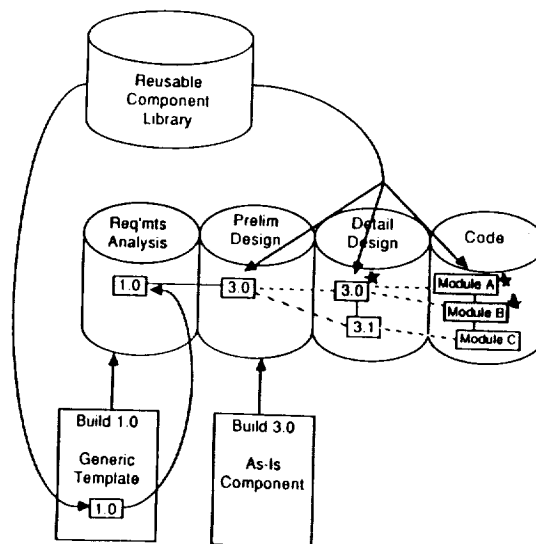 Reusable
Component
Library
Req'mts
Analysis
Prelim
Design
Detail
Design
Code
1.0
3.0
3.0
3.1
Module A
Module B
Module C
Build 1.0
Generic
Template
1.0
Build 3.0
As-Is
Component